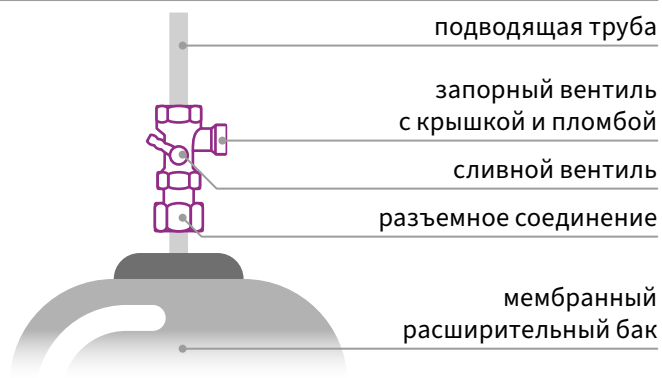 подводящая труба
запорный вентиль
с крышкой и пломбой
сливной вентиль
разъемное соединение
мембранный
расширительный бак